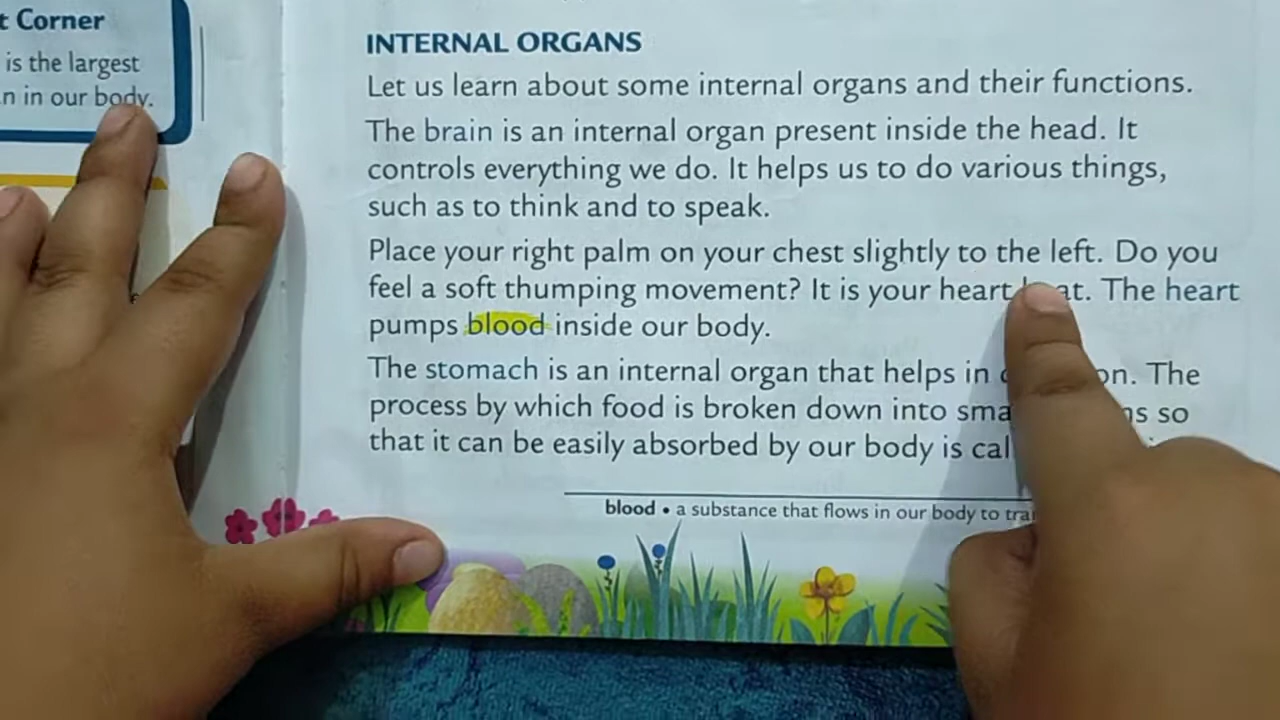 t Corner
is the largest
n in our body.
INTERNAL ORGANS
Let us learn about some internal organs and their functions.
The brain is an internal organ present inside the head. It
controls everything we do. It helps us to do various things,
such as to think and to speak.
Place your right palm on your chest slightly to the left. Do you
feel a soft thumping movement? It is your heart at. The heart
pumps blood inside our body.
The stomach is an internal organ that helps in on. The
process by which food is broken down into sma ns so
that it can be easily absorbed by our body is cal
blood • a substance that flows in our body to tra